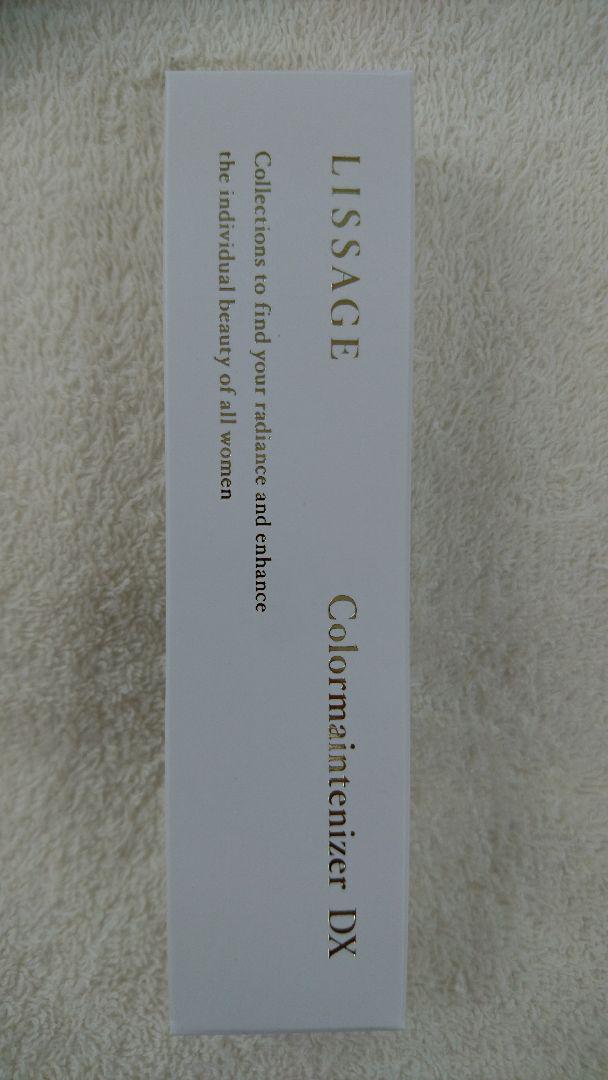 LISSAGE
Colormaintenizer DX
Collections to find your radiance and enhance
the individual beauty of all women